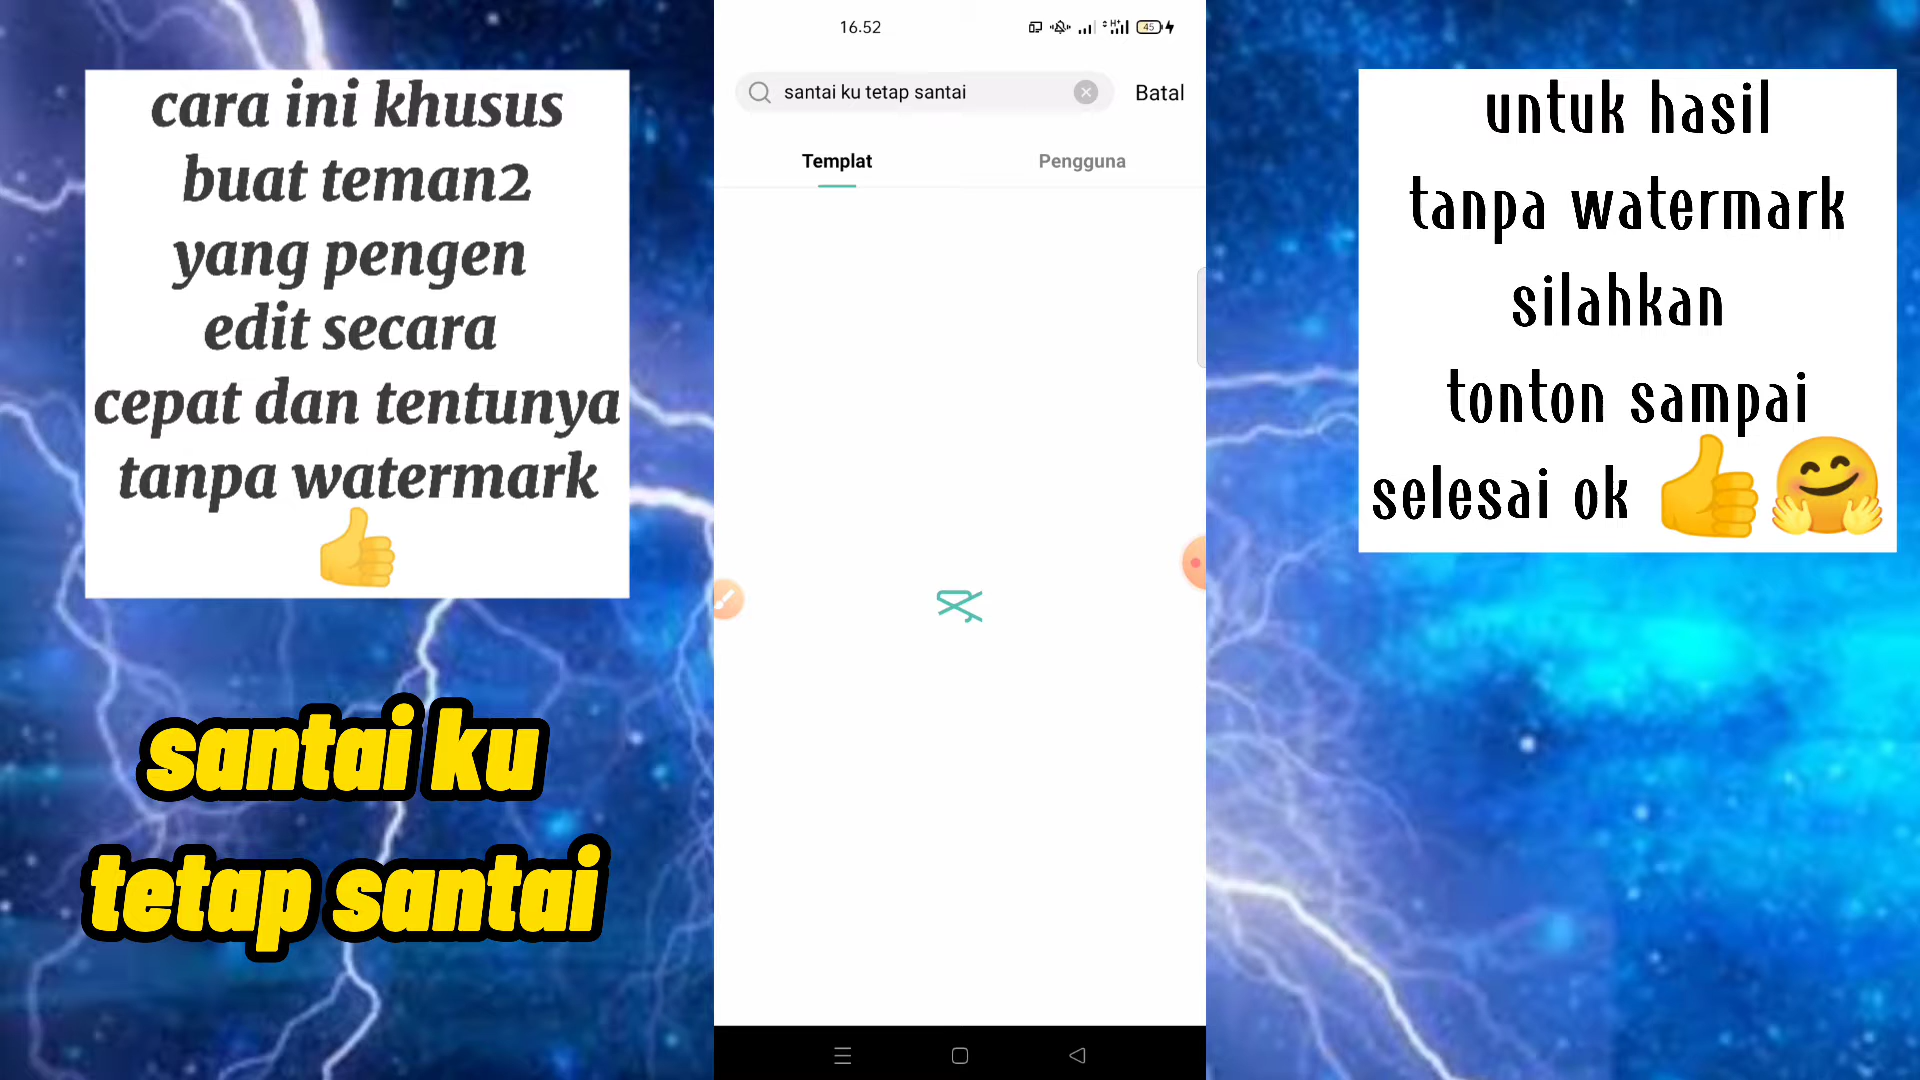 cara ini khusus
buat teman2
yang pengen
edit secara
cepat dan tentunya
tanpa watermark
👍
santai ku
tetap santai
16.52
45
santai ku tetap santai
Batal
Templat
Pengguna
untuk hasil
tanpa watermark
silahkan
tonton sampai
selesai ok 👍🤗